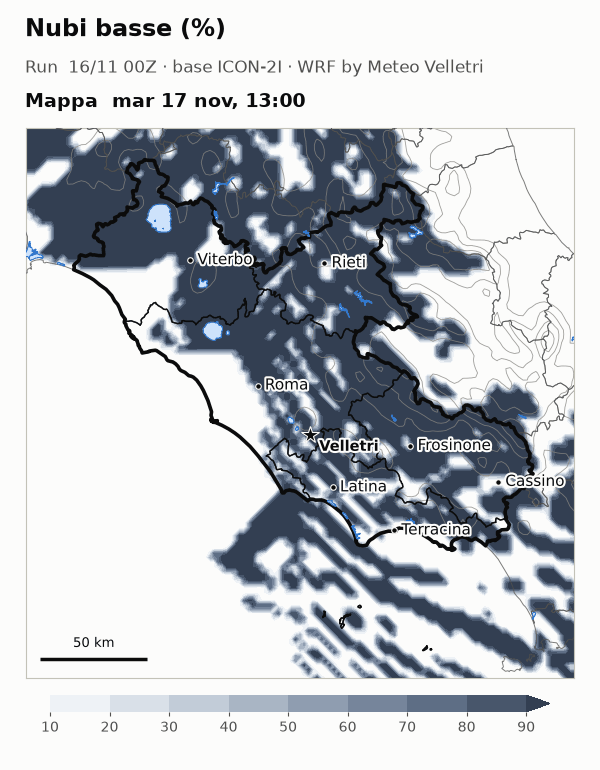 Nubi basse (%)
Run 16/11 00Z · base ICON-2I · WRF by Meteo Velletri
Mappa mar 17 nov, 13:00
Viterbo
Rieti
Roma
Velletri
Frosinone
Latina
Cassino
Terracina
50 km
10 20 30 40 50 60 70 80 90